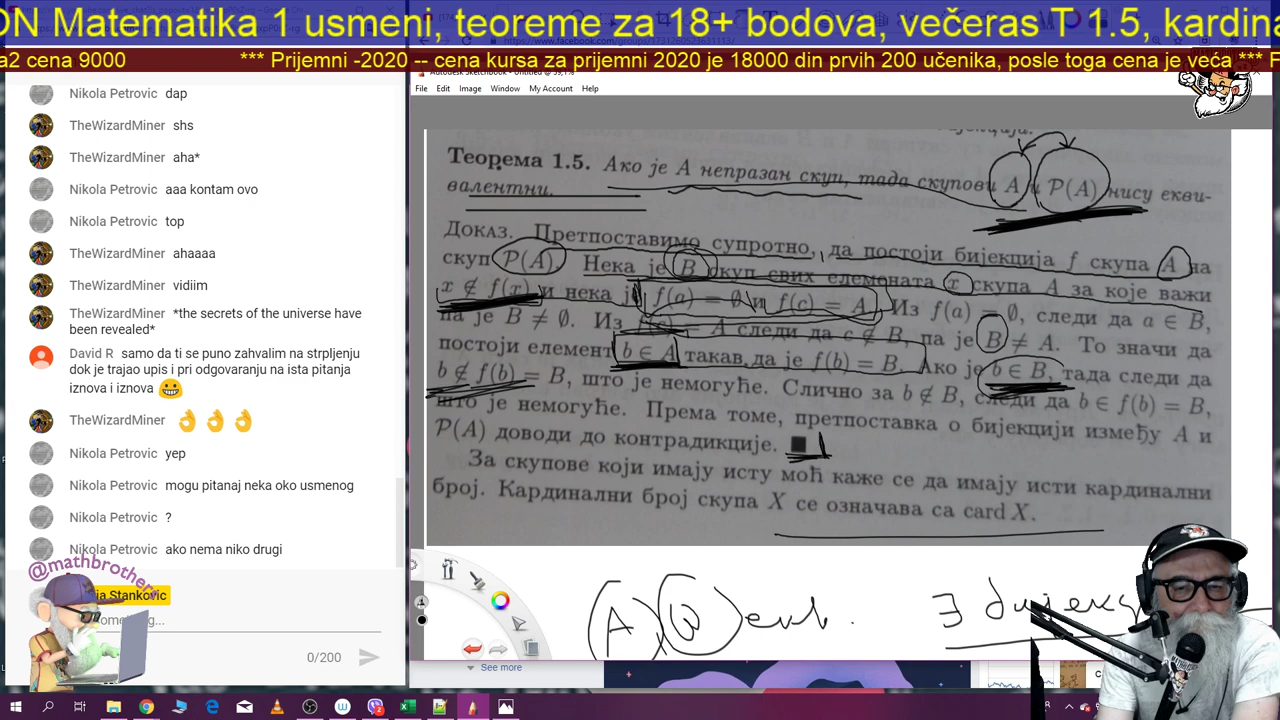 ON Matematika 1 usmeni, teoreme za 18+ bodova, večeras T 1.5, kardina
a2 cena 9000 *** Prijemni -2020 -- cena kursa za prijemni 2020 je 18000 din prvih 200 učenika, posle toga cena je veća *** P
Nikola Petrovic dap
TheWizardMiner shs
TheWizardMiner aha*
Nikola Petrovic aaa kontam ovo
Nikola Petrovic top
TheWizardMiner ahaaaa
TheWizardMiner vidiim
TheWizardMiner *the secrets of the universe have
been revealed*
David R samo da ti se puno zahvalim na strpljenju
dok je trajao upis i pri odgovaranju na ista pitanja
iznova i iznova 😀
TheWizardMiner 👌👌👌
Nikola Petrovic yep
Nikola Petrovic mogu pitanaj neka oko usmenog
Nikola Petrovic ?
Nikola Petrovic ako nema niko drugi
@mathbrothers
Stankovic
0/200
File Edit Image Window My Account Help
Теорема 1.5. Ако је A непразан скуп, тада скупови A и P(A) нису екви-
валентни.
Доказ. Претпоставимо супротно, да постоји бијекција f скупа A на
скуп P(A). Нека је B скуп свих елемената x скупа A за које важи
x ∉ f(x) и нека је f(a) = ∅ и f(c) = A. Из f(a) = ∅, следи да a ∈ B,
па је B ≠ ∅. Из f(c) = A следи да c ∉ B, па је B ≠ A. То значи да
постоји елемент b ∈ A такав да је f(b) = B. Ако је b ∈ B, тада следи да
b ∉ f(b) = B, што је немогуће. Слично за b ∉ B, следи да b ∈ f(b) = B,
што је немогуће. Према томе, претпоставка о бијекцији између A и
P(A) доводи до контрадикције. ■
За скупове који имају исту моћ каже се да имају исти кардинални
број. Кардинални број скупа X се означава са card X.
A, B екв. ∃ бијекц
See more